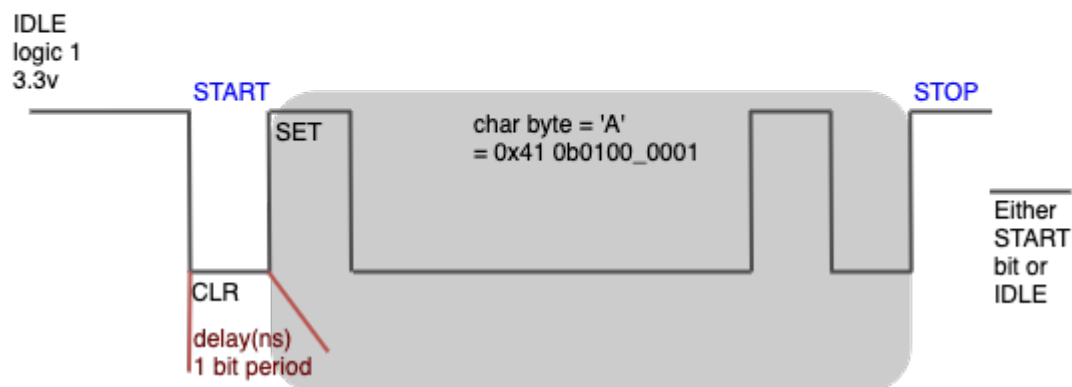 IDLE
logic 1
3.3v
START
STOP
SET
char byte = 'A'
= 0x41 0b0100_0001
Either
START
bit or
IDLE
CLR
delay(ns)
1 bit period